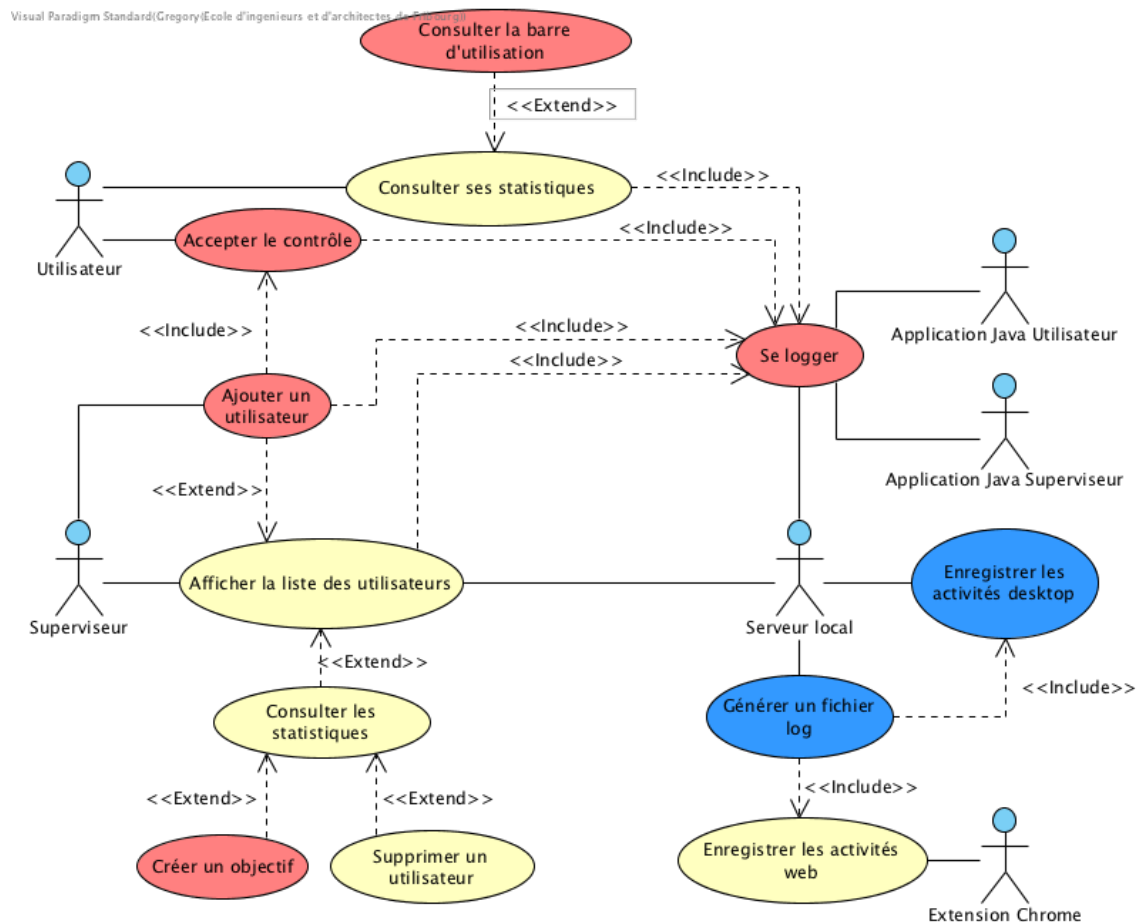 Visual Paradigm Standard(Gregory(Ecole d'ingenieurs et d'architectes de Fribourg))
Consulter la barre
d'utilisation
<<Extend>>
Consulter ses statistiques
<<Include>>
Accepter le contrôle
<<Include>>
Utilisateur
<<Include>>
<<Include>>
<<Include>>
Application Java Utilisateur
Se logger
Ajouter un
utilisateur
<<Extend>>
Application Java Superviseur
Afficher la liste des utilisateurs
Enregistrer les
activités desktop
Superviseur
Serveur local
<<Extend>>
<<Include>>
Consulter les
statistiques
Générer un fichier
log
<<Extend>>
<<Extend>>
<<Include>>
Créer un objectif
Supprimer un
utilisateur
Enregistrer les activités
web
Extension Chrome